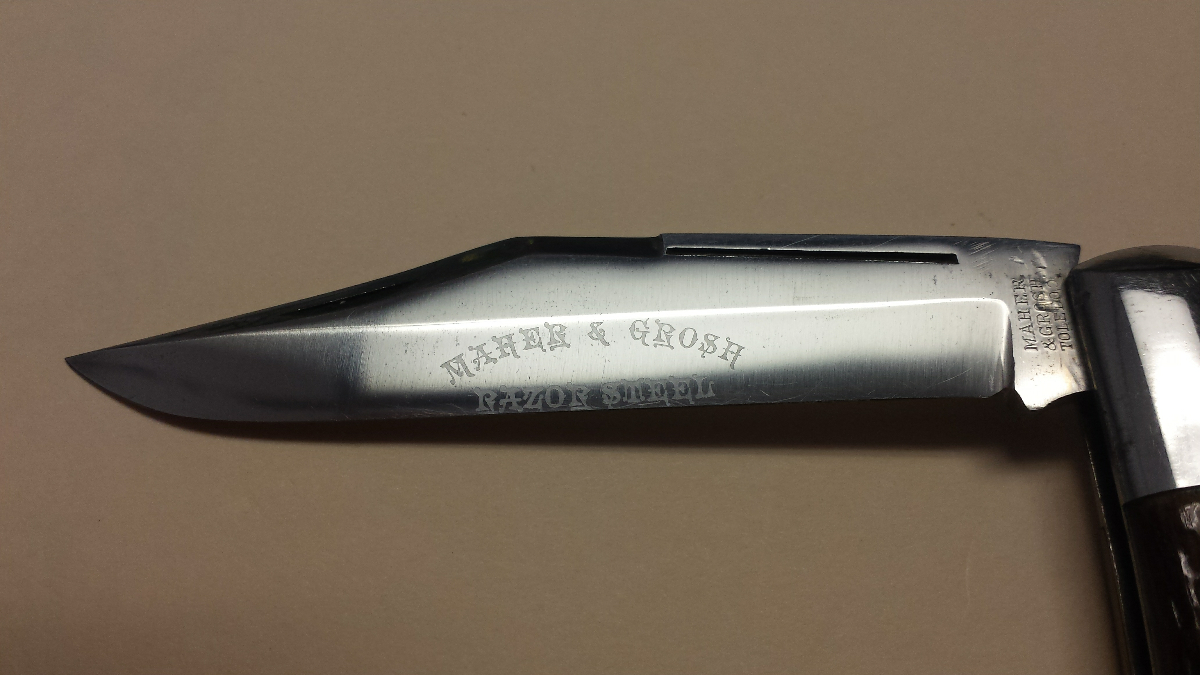 MAHER & GROSH
RAZOR STEEL
MAHER
& GROSH
TOLEDO